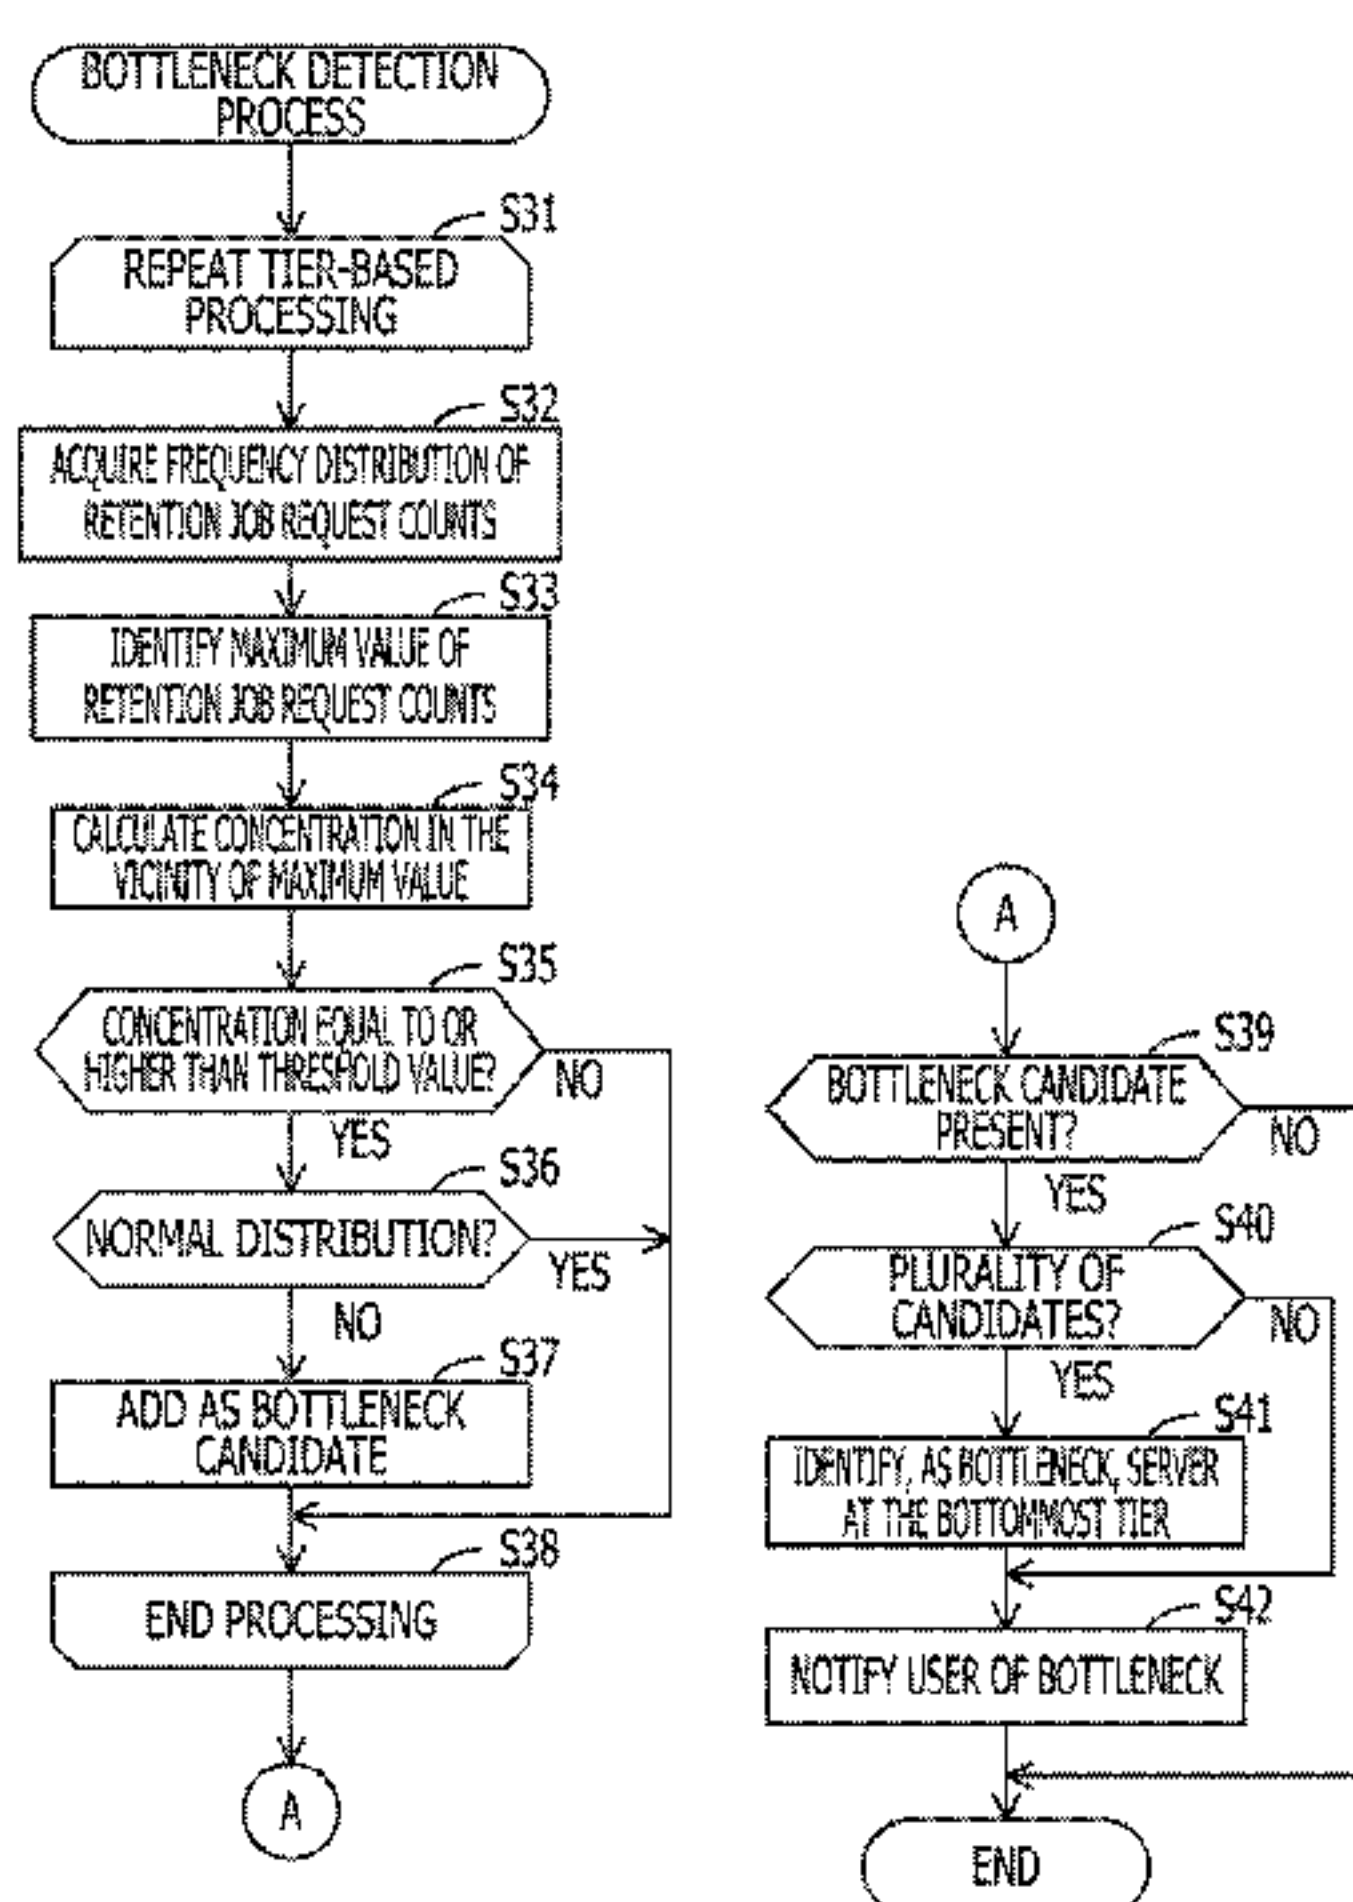 BOTTLENECK DETECTION
PROCESS
S31
REPEAT TIER-BASED
PROCESSING
S32
ACQUIRE FREQUENCY DISTRIBUTION OF
RETENTION JOB REQUEST COUNTS
S33
IDENTIFY MAXIMUM VALUE OF
RETENTION JOB REQUEST COUNTS
S34
CALCULATE CONCENTRATION IN THE
VICINITY OF MAXIMUM VALUE
S35
CONCENTRATION EQUAL TO OR
HIGHER THAN THRESHOLD VALUE?
NO
YES
S36
NORMAL DISTRIBUTION?
YES
NO
S37
ADD AS BOTTLENECK
CANDIDATE
S38
END PROCESSING
A
A
S39
BOTTLENECK CANDIDATE
PRESENT?
NO
YES
S40
PLURALITY OF
CANDIDATES?
NO
YES
S41
IDENTIFY, AS BOTTLENECK, SERVER
AT THE BOTTOMMOST TIER
S42
NOTIFY USER OF BOTTLENECK
END